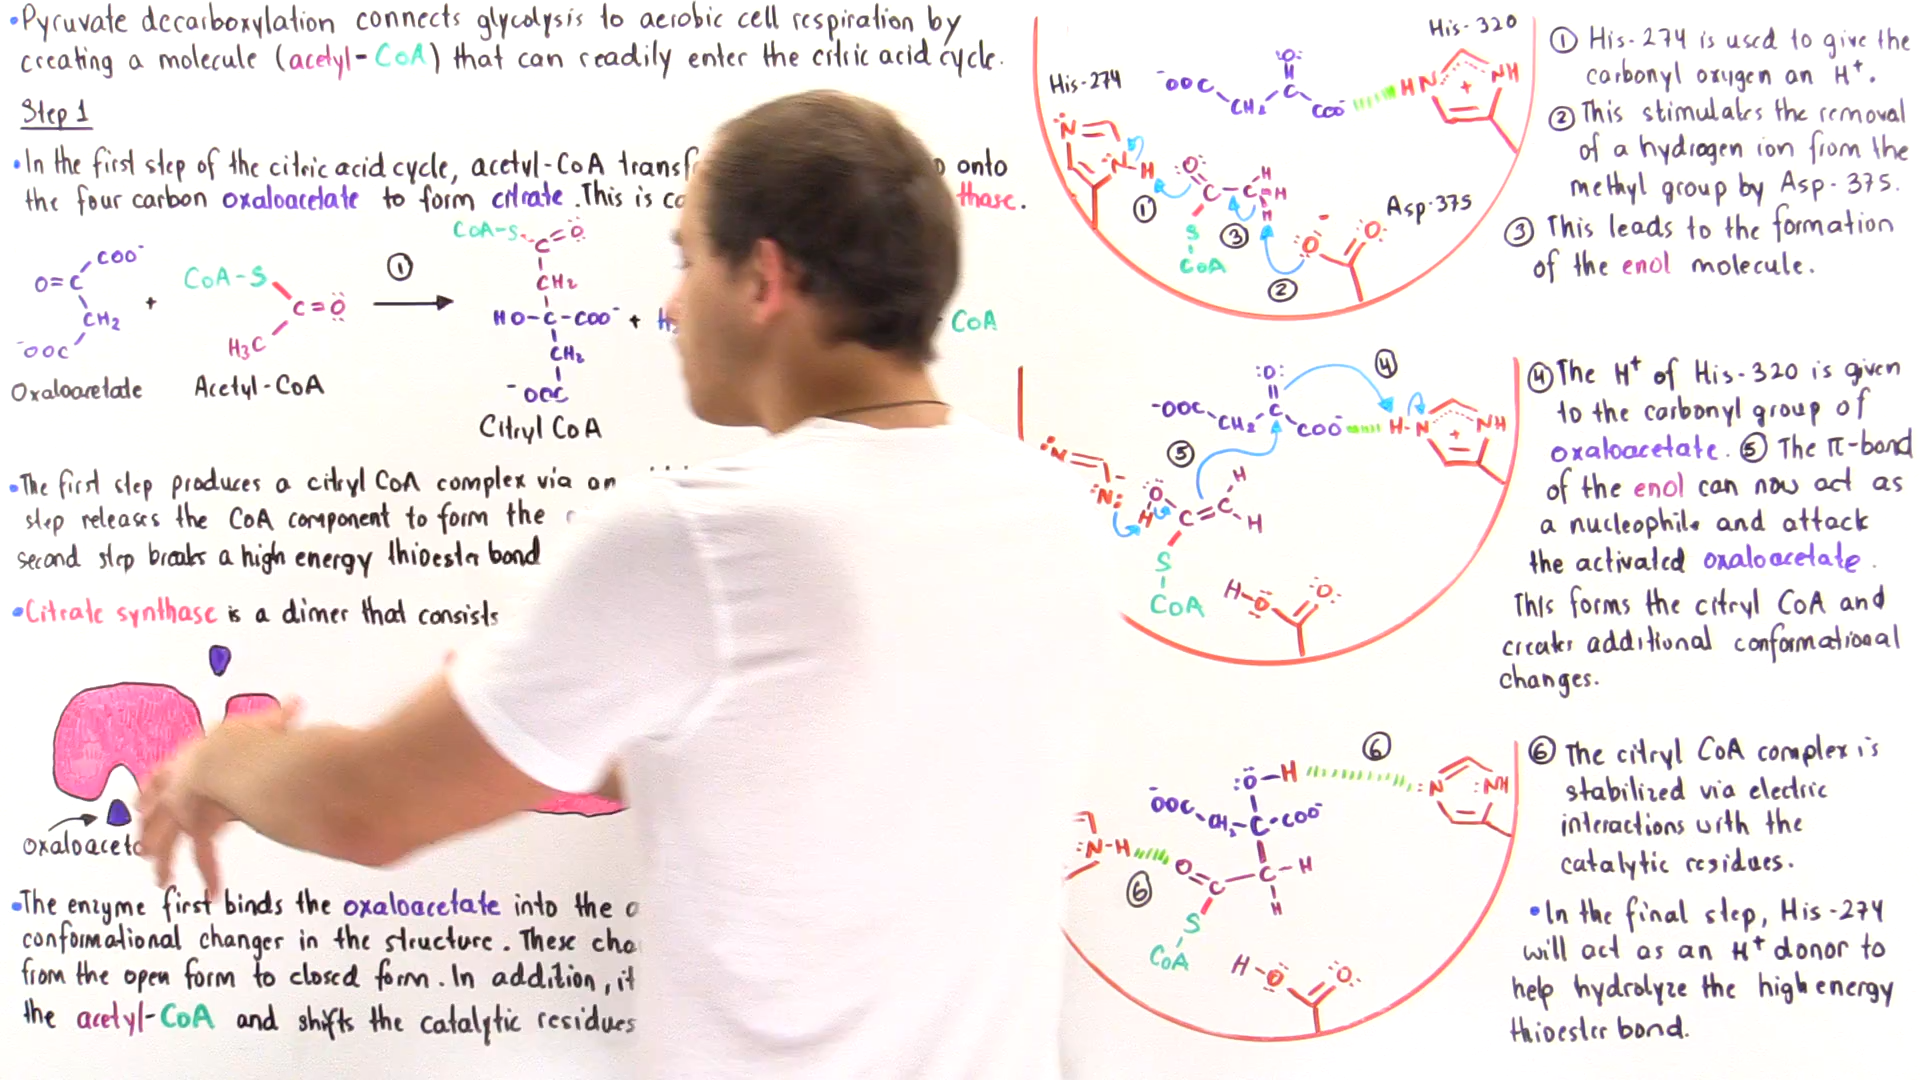 •Pyruvate decarboxylation connects glycolysis to aerobic cell respiration by
creating a molecule (acetyl-CoA) that can readily enter the citric acid cycle.
Step 1
•In the first step of the citric acid cycle, acetyl-CoA onto
the four carbon oxaloacetate to form citrate. This is
O=C COO⁻
CH₂
⁻OOC
Oxaloacetate
+
CoA-S
C=O
H₃C
Acetyl-CoA
①
CoA-S C=O
CH₂
HO-C-COO⁻ +
CH₂
⁻OOC
Citryl CoA
CoA
•The first step produces a citryl CoA complex via an
step releases the CoA component to form the
second step breaks a high energy thioester bond
•Citrate synthase is a dimer that consists
•The enzyme first binds the oxaloacetate into the
conformational changes in the structure. These
from the open form to closed form. In addition, it
the acetyl-CoA and shifts the catalytic residues
His-320
His-274
⁻OOC CH₂ C O COO⁻ HN NH +
N N-H
O C C H H H
S
CoA
Asp-375
① ② ③
① His-274 is used to give the
carbonyl oxygen an H⁺.
② This stimulates the removal
of a hydrogen ion from the
methyl group by Asp-375.
③ This leads to the formation
of the enol molecule.
④
⁻OOC CH₂ C O COO⁻ H-N NH +
⑤
N N H O C=C H H
S
CoA
H-O O
④ The H⁺ of His-320 is given
to the carbonyl group of
oxaloacetate. ⑤ The π-bond
of the enol can now act as
a nucleophile and attack
the activated oxaloacetate.
This forms the citryl CoA and
creates additional conformational
changes.
⑥
O-H N NH
⁻OOC CH₂-C-COO⁻
N-H O C C-H H
⑥
S
CoA
H-O O
⑥ The citryl CoA complex is
stabilized via electric
interactions with the
catalytic residues.
•In the final step, His-274
will act as an H⁺ donor to
help hydrolyze the high energy
thioester bond.